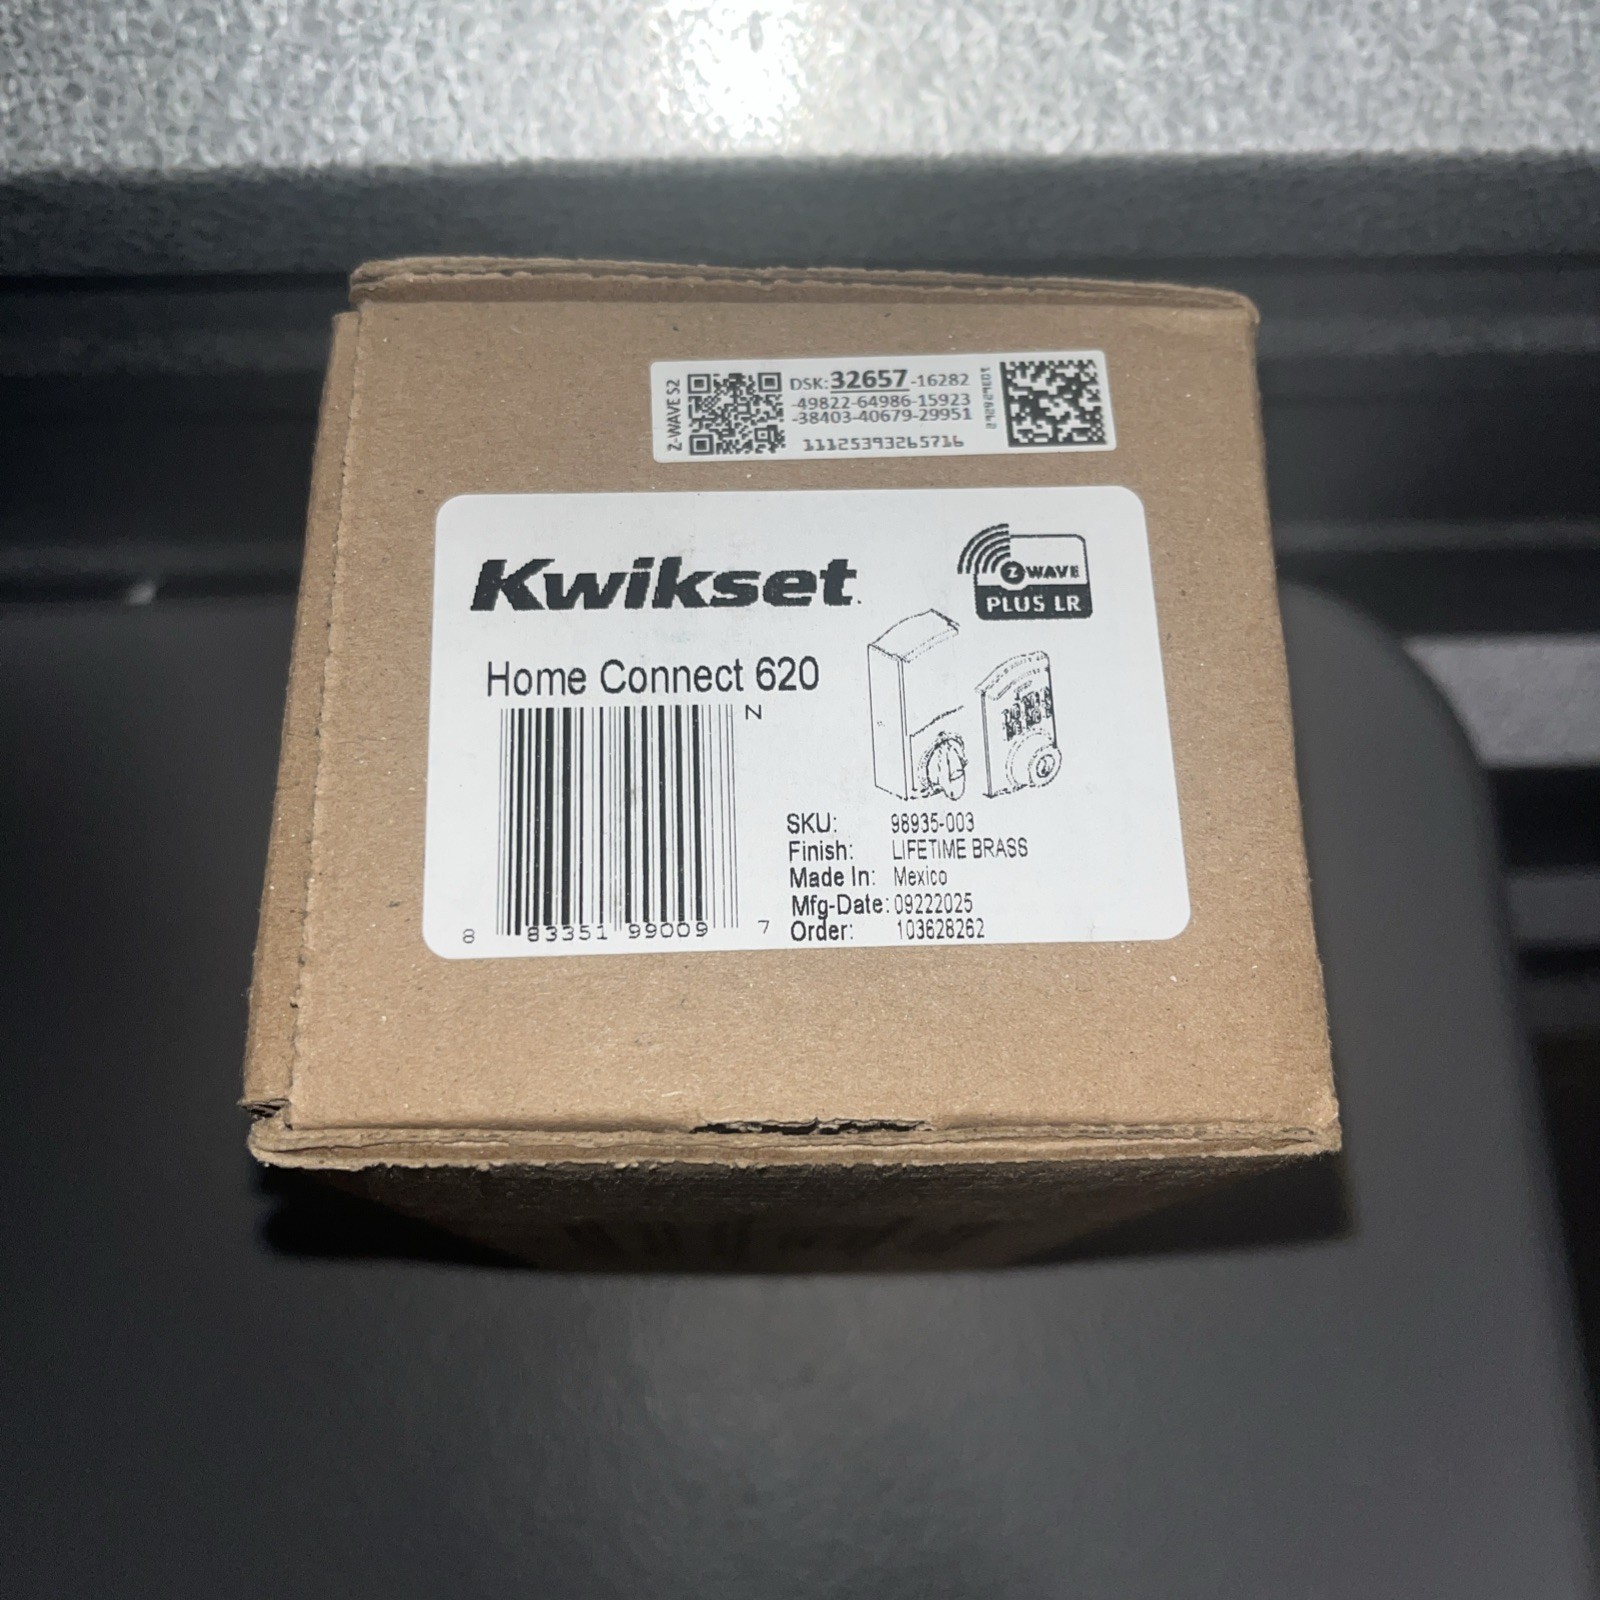 Z-WAVE S2
DSK:32657-16282
-49822-64986-15923
-38403-40679-29951
11125393265716
Kwikset
Z WAVE
PLUS LR
Home Connect 620
N
8 83351 99009 7
SKU: 98935-003
Finish: LIFETIME BRASS
Made In: Mexico
Mfg-Date: 09222025
Order: 103628262